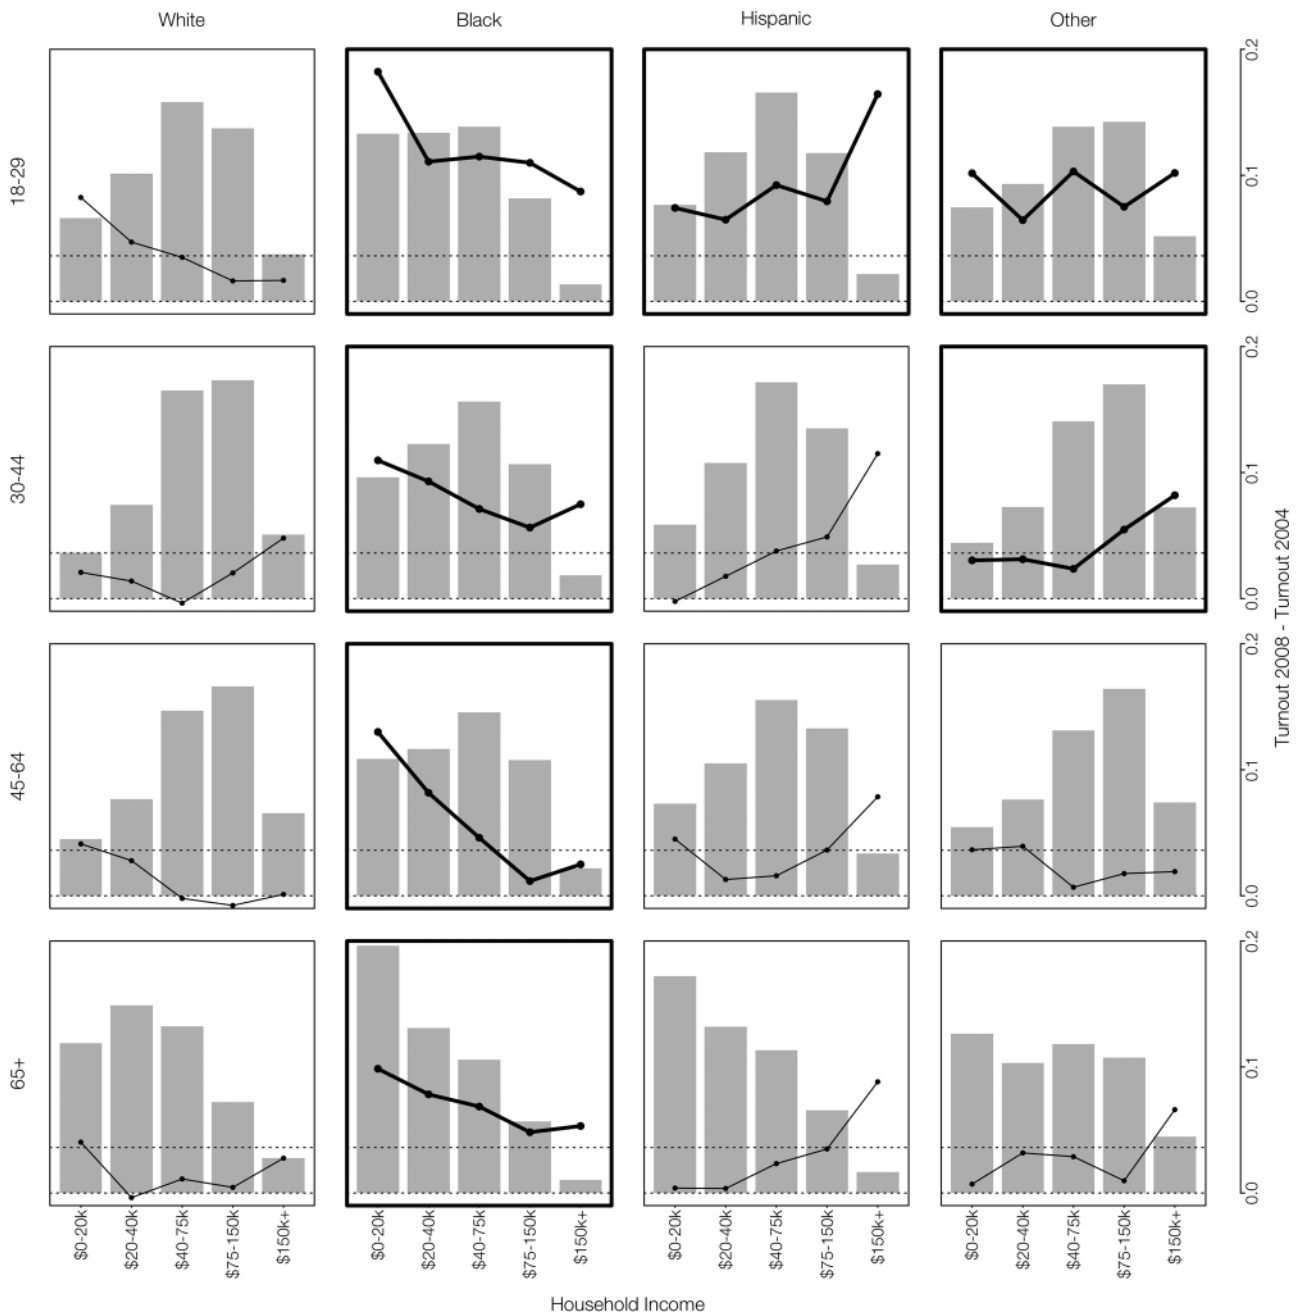 White
Black
Hispanic
Other
18-29
0.2
0.1
0.0
30-44
0.2
0.1
0.0
45-64
0.2
0.1
0.0
65+
0.2
0.1
0.0
Turnout 2008 - Turnout 2004
$0-20k
$20-40k
$40-75k
$75-150k
$150k+
$0-20k
$20-40k
$40-75k
$75-150k
$150k+
$0-20k
$20-40k
$40-75k
$75-150k
$150k+
$0-20k
$20-40k
$40-75k
$75-150k
$150k+
Household Income